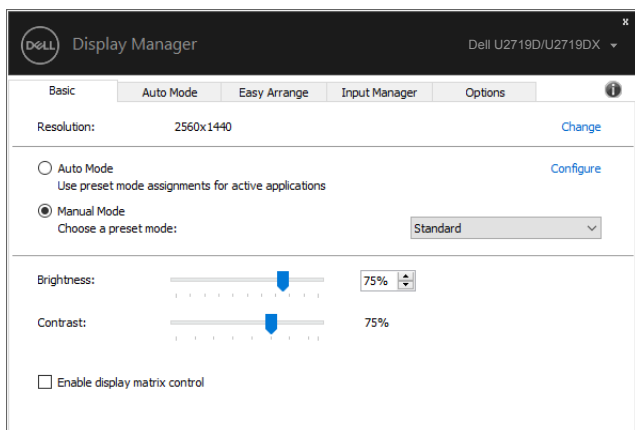 x
DELL Display Manager Dell U2719D/U2719DX
Basic Auto Mode Easy Arrange Input Manager Options i
Resolution: 2560x1440 Change
Auto Mode Configure
Use preset mode assignments for active applications
Manual Mode
Choose a preset mode: Standard
Brightness: 75%
Contrast: 75%
Enable display matrix control